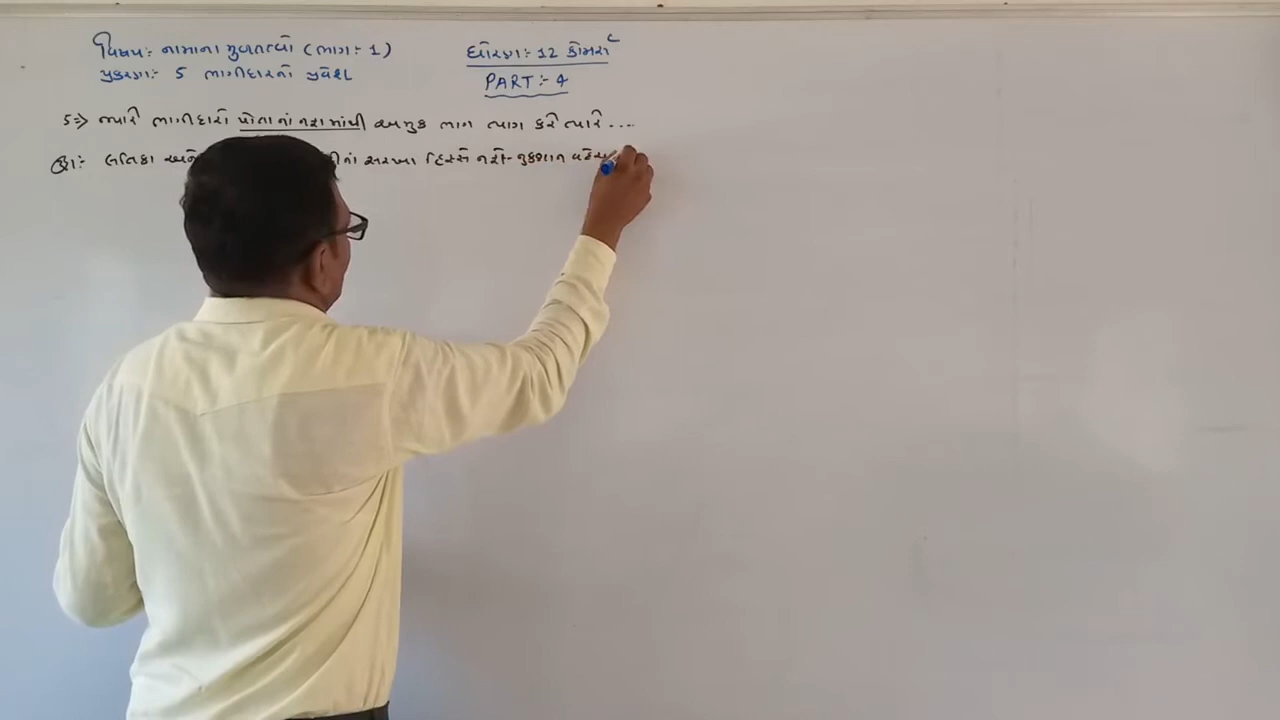 વિષય:- નામાના મુળતત્વો (ભાગ:- 1)
ધોરણ:- 12 કોમર્સ
પ્રકરણ:- 5 ભાગીદારનો પ્રવેશ
PART:- 4
5⇒ જ્યારે ભાગીદારો પોતાનાં નફામાંથી અમુક ભાગ ત્યાગ કરે ત્યારે ....
લતિકા અને સરખા હિસ્સે નફો-નુકશાન